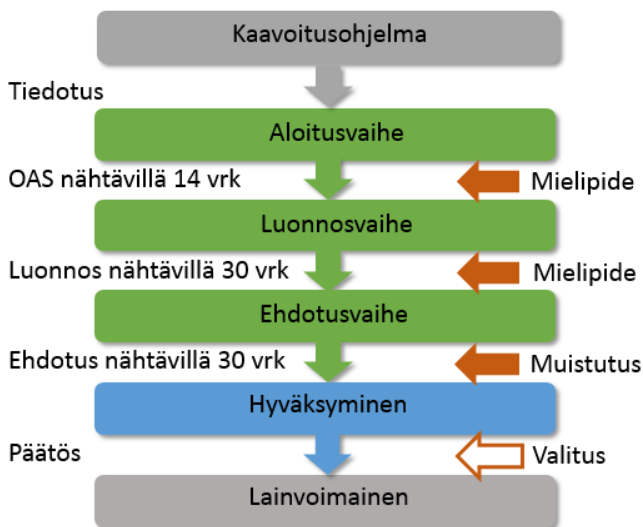 Kaavoitusohjelma
Tiedotus
Aloitusvaihe
OAS nähtävillä 14 vrk
Mielipide
Luonnosvaihe
Luonnos nähtävillä 30 vrk
Mielipide
Ehdotusvaihe
Ehdotus nähtävillä 30 vrk
Muistutus
Hyväksyminen
Päätös
Valitus
Lainvoimainen